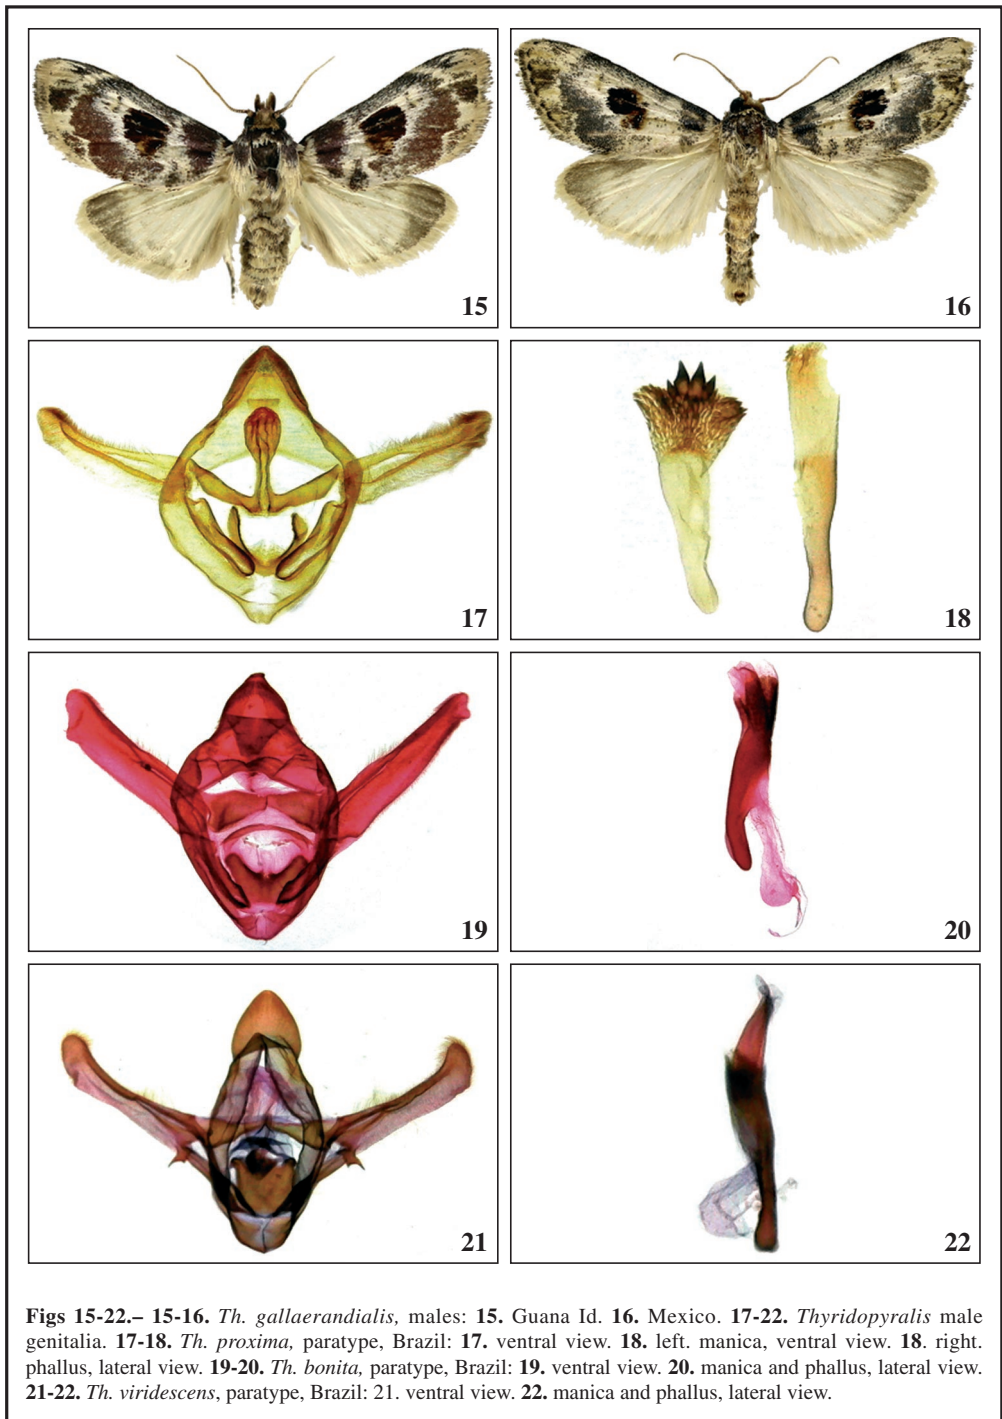 15
16
17
18
19
20
21
22
Figs 15-22.– 15-16. Th. gallaerandialis, males: 15. Guana Id. 16. Mexico. 17-22. Thyridopyralis male
genitalia. 17-18. Th. proxima, paratype, Brazil: 17. ventral view. 18. left. manica, ventral view. 18. right.
phallus, lateral view. 19-20. Th. bonita, paratype, Brazil: 19. ventral view. 20. manica and phallus, lateral view.
21-22. Th. viridescens, paratype, Brazil: 21. ventral view. 22. manica and phallus, lateral view.